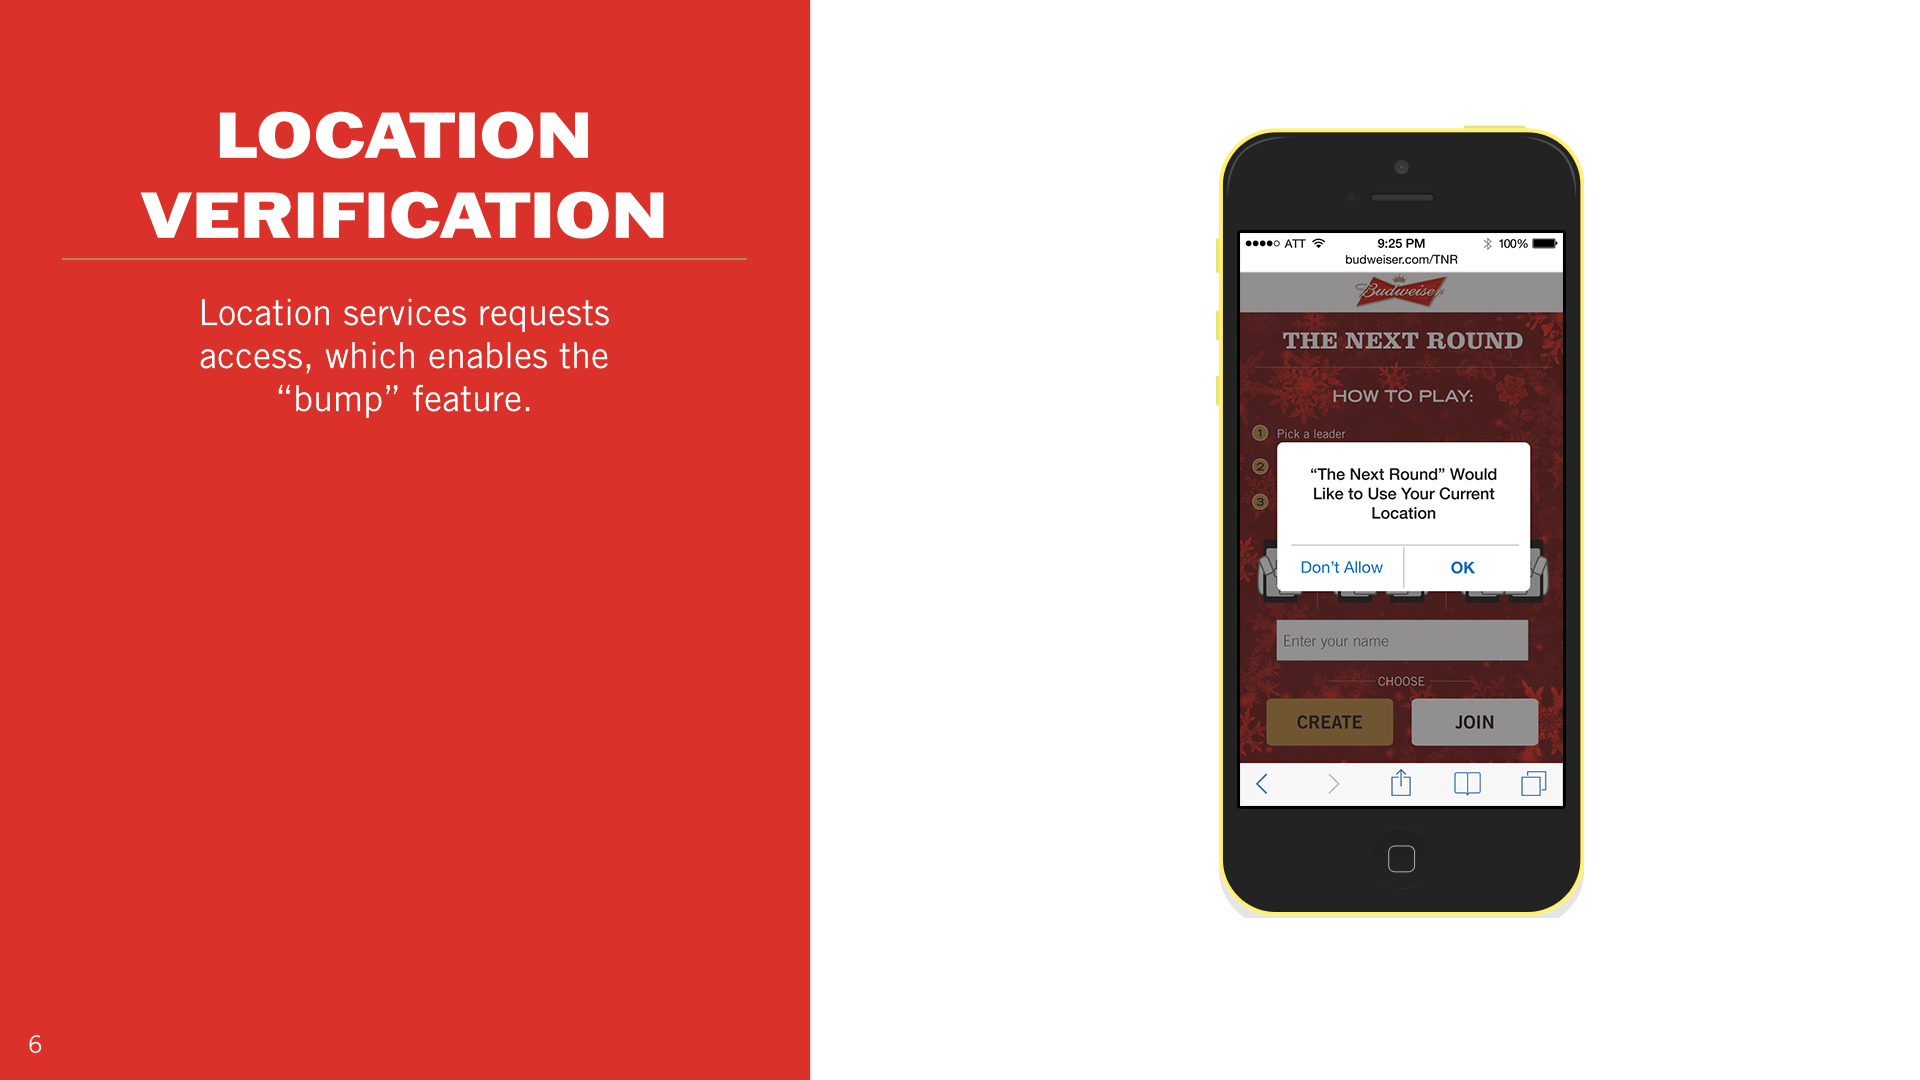 LOCATION
VERIFICATION
Location services requests
access, which enables the
“bump” feature.
6
ATT 9:25 PM 100%
budweiser.com/TNR
Budweiser
THE NEXT ROUND
HOW TO PLAY:
1 Pick a leader
2
3
“The Next Round” Would
Like to Use Your Current
Location
Don’t Allow OK
Enter your name
CHOOSE
CREATE JOIN